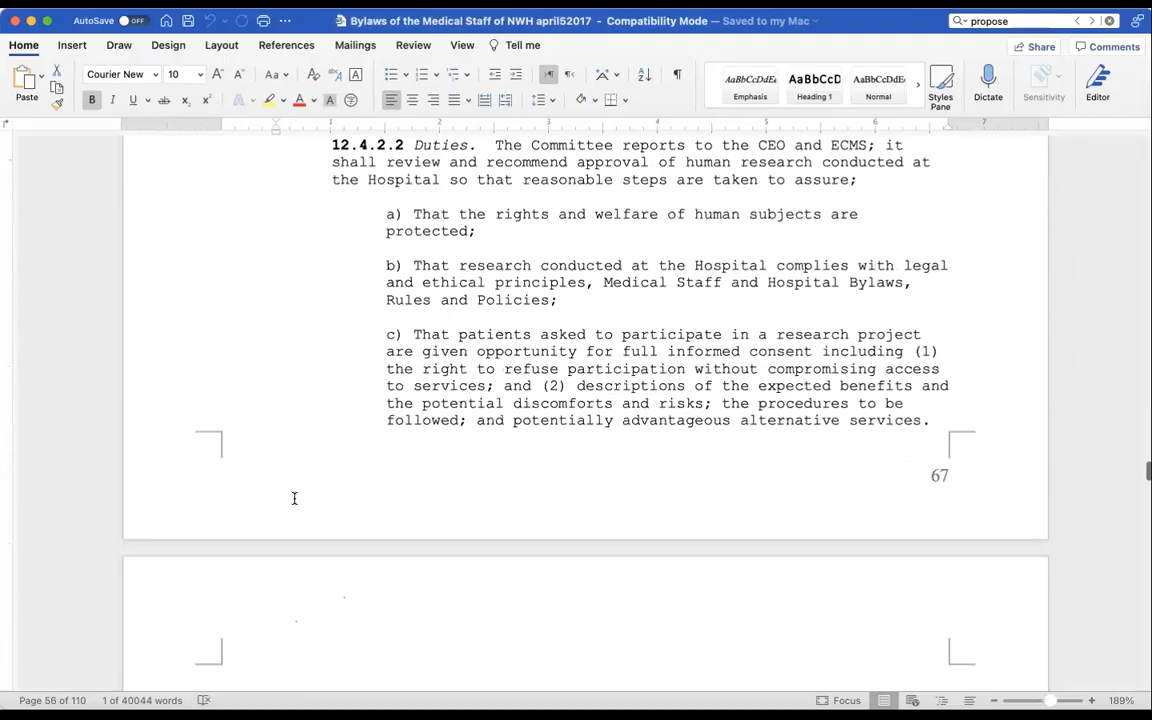 AutoSave OFF
Bylaws of the Medical Staff of NWH april52017 - Compatibility Mode — Saved to my Mac
propose
Home Insert Draw Design Layout References Mailings Review View Tell me
Share Comments
Paste
Courier New 10
AaBbCcDdEe AaBbCcD AaBbCcDdE
Emphasis Heading 1 Normal
Styles Pane
Dictate
Sensitivity
Editor
1 2 3 4 5 6 7
12.4.2.2 Duties. The Committee reports to the CEO and ECMS; it
shall review and recommend approval of human research conducted at
the Hospital so that reasonable steps are taken to assure;
a) That the rights and welfare of human subjects are
protected;
b) That research conducted at the Hospital complies with legal
and ethical principles, Medical Staff and Hospital Bylaws,
Rules and Policies;
c) That patients asked to participate in a research project
are given opportunity for full informed consent including (1)
the right to refuse participation without compromising access
to services; and (2) descriptions of the expected benefits and
the potential discomforts and risks; the procedures to be
followed; and potentially advantageous alternative services.
67
Page 56 of 110 1 of 40044 words Focus 189%